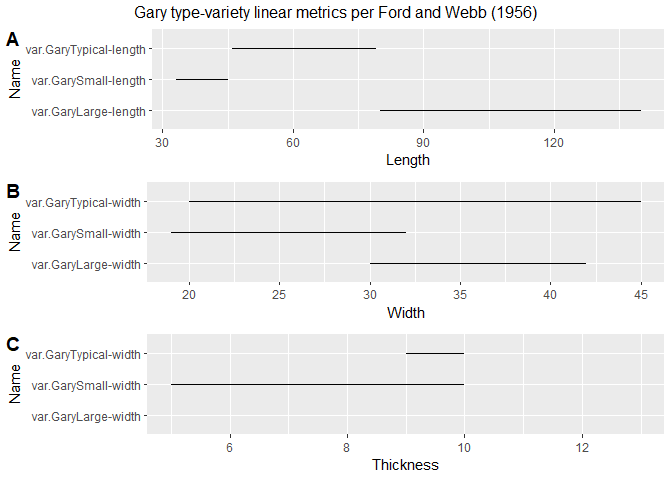 Gary type-variety linear metrics per Ford and Webb (1956)
A
Name
var.GaryTypical-length
var.GarySmall-length
var.GaryLarge-length
30 60 90 120
Length
B
Name
var.GaryTypical-width
var.GarySmall-width
var.GaryLarge-width
20 25 30 35 40 45
Width
C
Name
var.GaryTypical-width
var.GarySmall-width
var.GaryLarge-width
6 8 10 12
Thickness